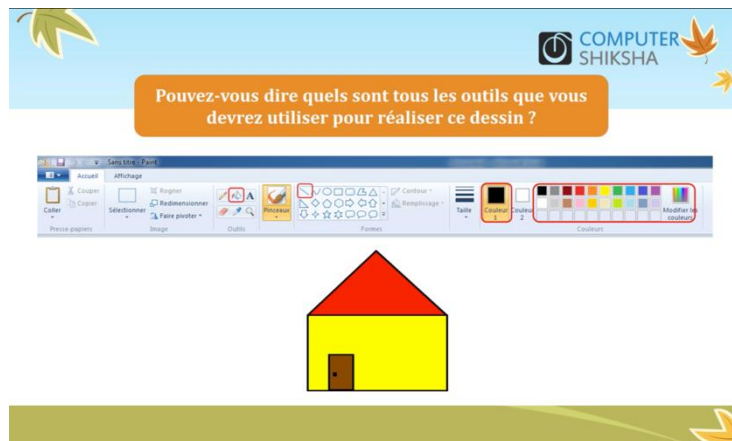 COMPUTER
SHIKSHA
Pouvez-vous dire quels sont tous les outils que vous
devrez utiliser pour réaliser ce dessin ?
Sans titre - Paint
Accueil Affichage
Coller
Couper
Copier
Presse-papiers
Sélectionner
Rogner
Redimensionner
Faire pivoter
Image
A
Outils
Pinceaux
Contour
Remplissage
Formes
Taille
Couleur
1
Couleur
2
Modifier les
couleurs
Couleurs